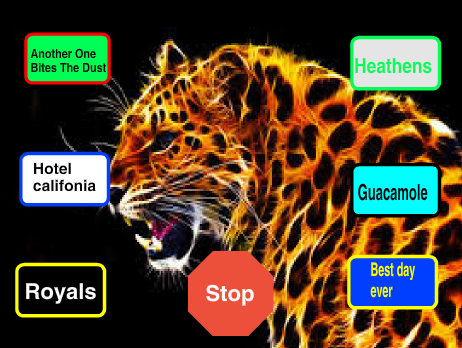 Another One
Bites The Dust
Heathens
Hotel
califonia
Guacamole
Royals
Stop
Best day
ever